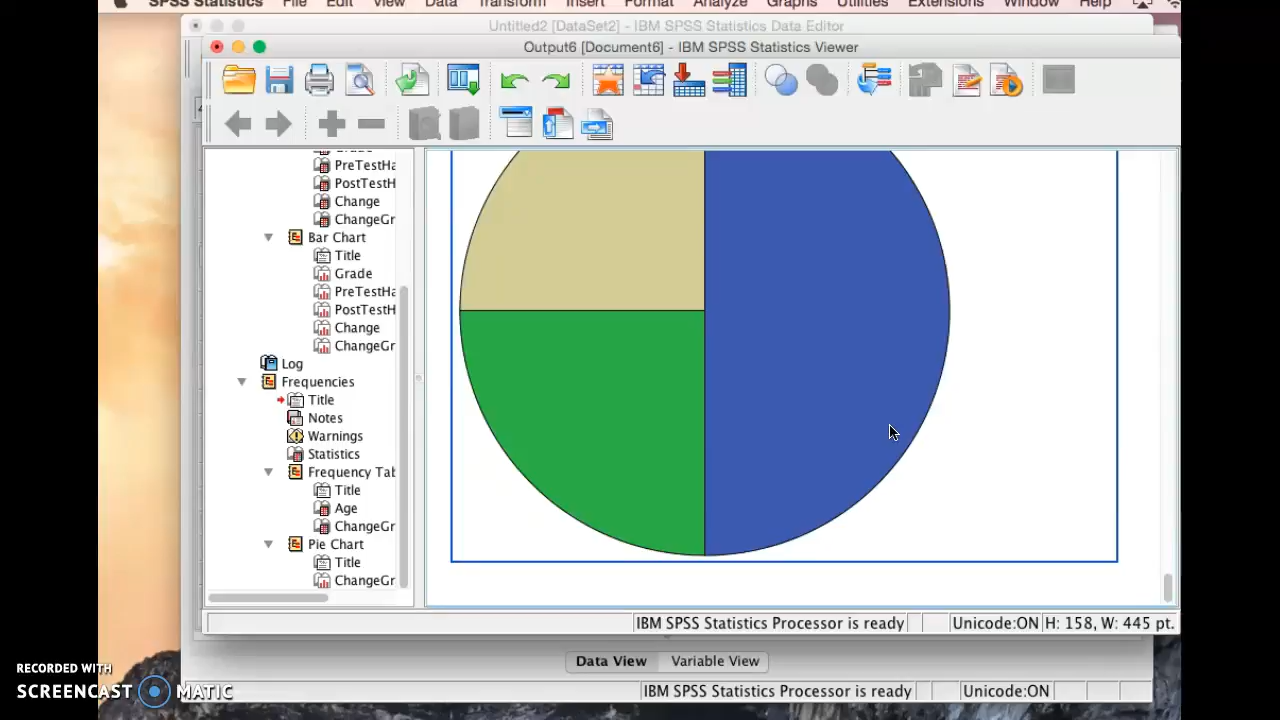 SPSS Statistics File Edit View Data Transform Insert Format Analyze Graphs Utilities Extensions Window Help
Untitled2 [DataSet2] - IBM SPSS Statistics Data Editor
Output6 [Document6] - IBM SPSS Statistics Viewer
Grade
PreTestHa
PostTestH
Change
ChangeGr
Bar Chart
Title
Grade
PreTestHa
PostTestH
Change
ChangeGr
Log
Frequencies
Title
Notes
Warnings
Statistics
Frequency Tab
Title
Age
ChangeGr
Pie Chart
Title
ChangeGr
IBM SPSS Statistics Processor is ready Unicode:ON H: 158, W: 445 pt.
Data View Variable View
IBM SPSS Statistics Processor is ready Unicode:ON
RECORDED WITH
SCREENCAST MATIC